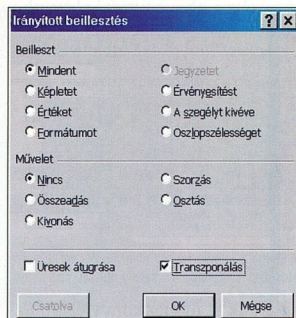 Irányított beillesztés
Beilleszt
Mindent
Jegyzetet
Képletet
Érvényesítést
Értéket
A szegélyt kivéve
Formátumot
Oszlopszélességet
Művelet
Nincs
Szorzás
Összeadás
Osztás
Kivonás
Üresek átugrása
Transzponálás
Csatolva
OK
Mégse